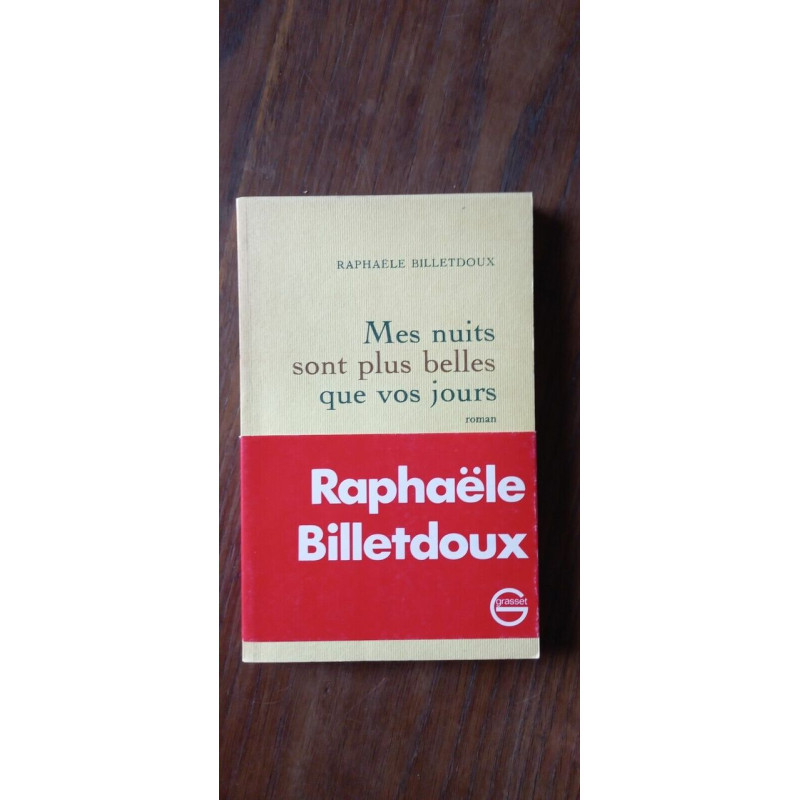 RAPHAËLE BILLETDOUX
Mes nuits
sont plus belles
que vos jours
roman
Raphaële
Billetdoux
grasset